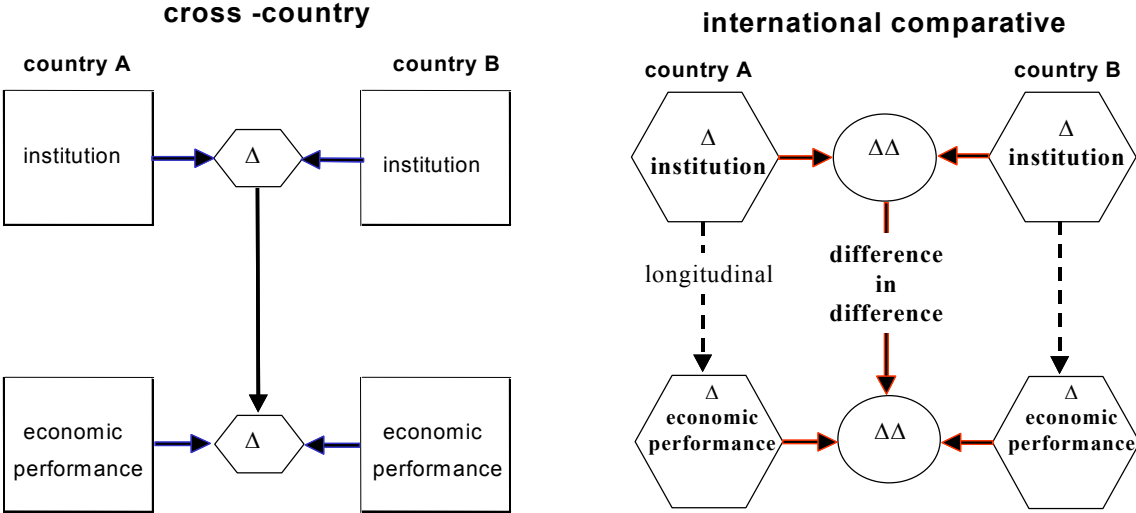 cross -country
country A
country B
institution
Δ
institution
economic
performance
Δ
economic
performance
international comparative
country A
country B
Δ
institution
ΔΔ
Δ
institution
longitudinal
difference
in
difference
Δ
economic
performance
ΔΔ
Δ
economic
performance